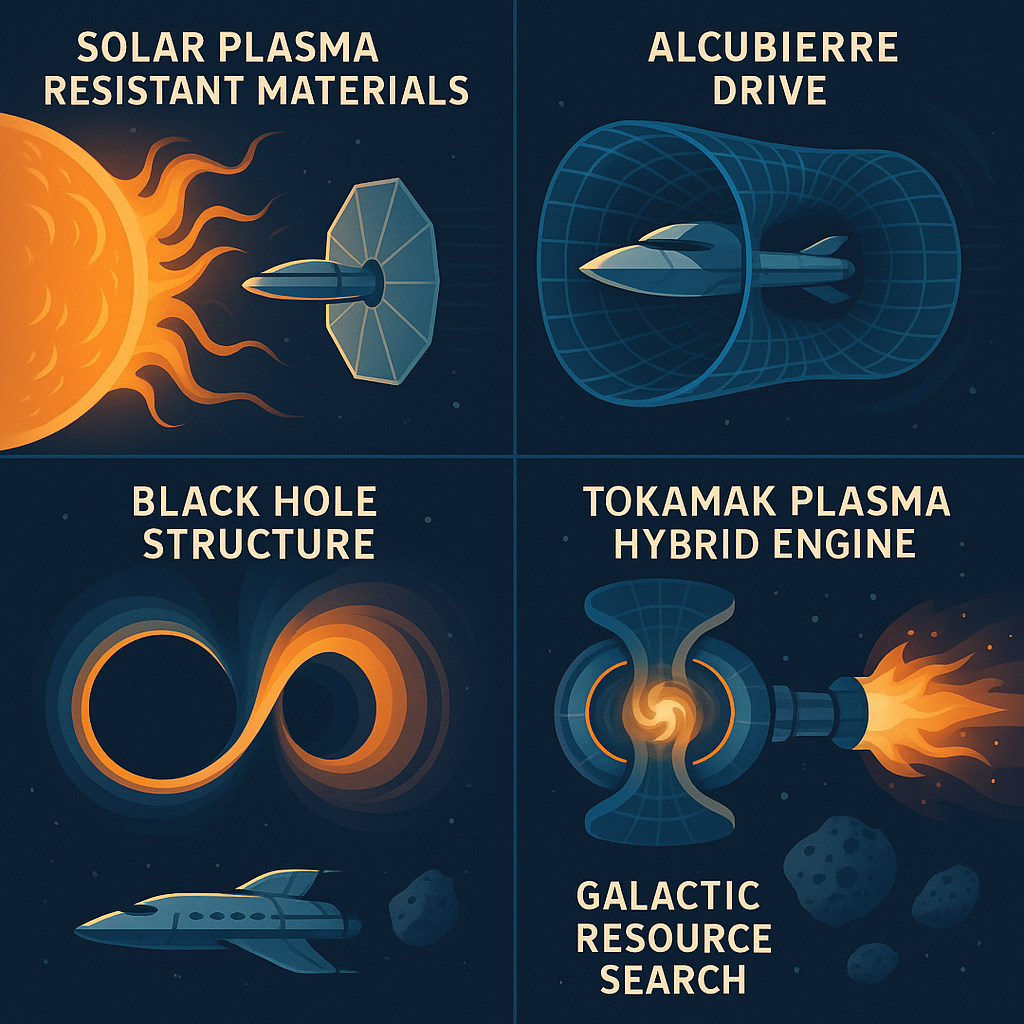 SOLAR PLASMA
RESISTANT MATERIALS
ALCUBIERRE
DRIVE
BLACK HOLE
STRUCTURE
TOKAMAK PLASMA
HYBRID ENGINE
GALACTIC
RESOURCE
SEARCH